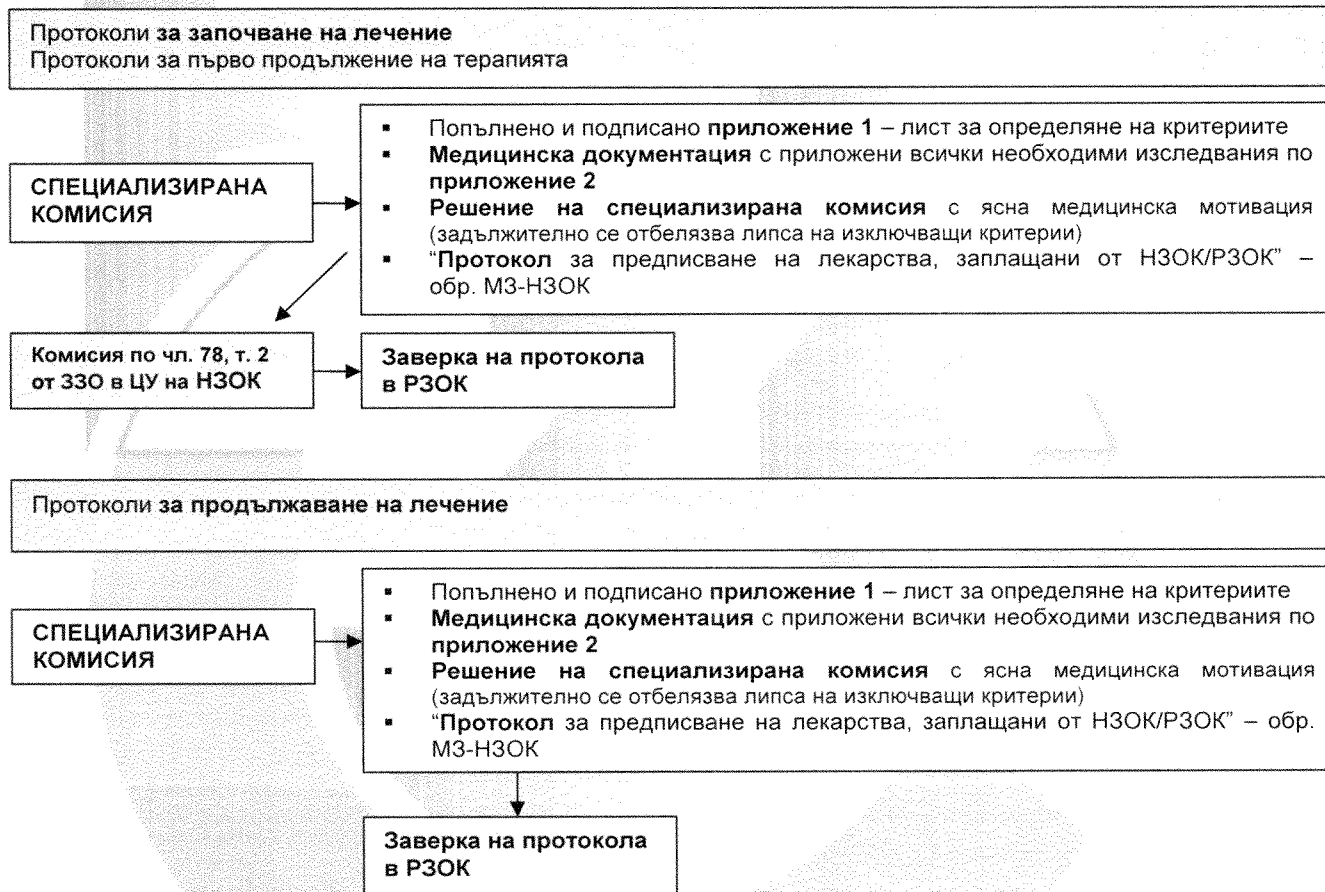 Протоколи за започване на лечение
Протоколи за първо продължение на терапията
СПЕЦИАЛИЗИРАНА
КОМИСИЯ
▪ Попълнено и подписано приложение 1 – лист за определяне на критериите
▪ Медицинска документация с приложени всички необходими изследвания по
приложение 2
▪ Решение на специализирана комисия с ясна медицинска мотивация
(задължително се отбелязва липса на изключващи критерии)
▪ “Протокол за предписване на лекарства, заплащани от НЗОК/РЗОК” –
обр. МЗ-НЗОК
Комисия по чл. 78, т. 2
от ЗЗО в ЦУ на НЗОК
Заверка на протокола
в РЗОК
Протоколи за продължаване на лечение
СПЕЦИАЛИЗИРАНА
КОМИСИЯ
▪ Попълнено и подписано приложение 1 – лист за определяне на критериите
▪ Медицинска документация с приложени всички необходими изследвания по
приложение 2
▪ Решение на специализирана комисия с ясна медицинска мотивация
(задължително се отбелязва липса на изключващи критерии)
▪ “Протокол за предписване на лекарства, заплащани от НЗОК/РЗОК” – обр.
МЗ-НЗОК
Заверка на протокола
в РЗОК